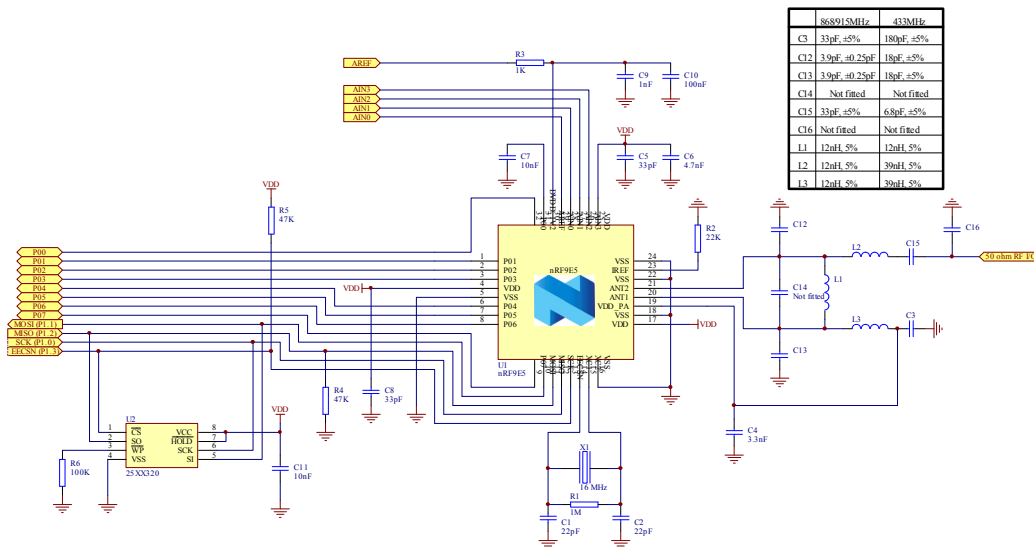 868/915MHz 433MHz
C3 33pF, ±5% 180pF, ±5%
C12 3.9pF, ±0.25pF 18pF, ±5%
C13 3.9pF, ±0.25pF 18pF, ±5%
C14 Not fitted Not fitted
C15 33pF, ±5% 6.8pF, ±5%
C16 Not fitted Not fitted
L1 12nH, 5% 12nH, 5%
L2 12nH, 5% 39nH, 5%
L3 12nH, 5% 39nH, 5%
AREF
R3
1K
C9
1nF
C10
100nF
AIN3
AIN2
AIN1
AIN0
VDD
C7
10nF
C5
33pF
C6
4.7nF
VDD
R5
47K
R2
22K
C12
C16
P00
P01
P02
P03
P04
P05
P06
P07
MOSI (P1.1)
MISO (P1.2)
SCK (P1.0)
EECSN (P1.3)
1 P01
2 P02
3 P03
4 VDD
5 VSS
6 P04
7 P05
8 P06
VDD
nRF9E5
VSS 24
IREF 23
VSS 22
ANT2 21
ANT1 20
VDD_PA 19
VSS 18
VDD 17
VDD
L2
C15
50 ohm RF I/O
C14
Not fitted
L1
L3
C3
C13
U1
nRF9E5
R4
47K
C8
33pF
VDD
U2
1 CS
2 SO
3 WP
4 VSS
VCC 8
HOLD 7
SCK 6
SI 5
25XX320
R6
100K
C11
10nF
C4
3.3nF
X1
16 MHz
R1
1M
C1
22pF
C2
22pF